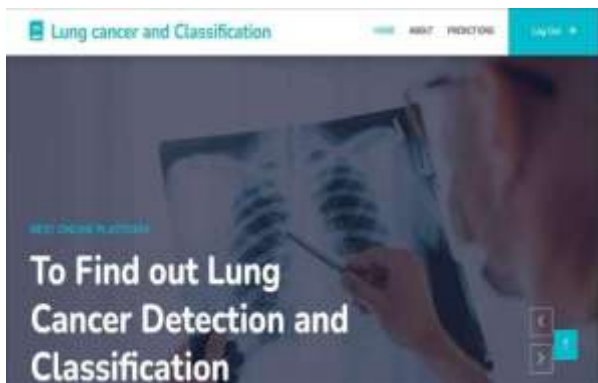 Lung cancer and Classification
HOME ABOUT PREDICTIONS
Log Out
BEST ONLINE PLATFORM
To Find out Lung
Cancer Detection and
Classification